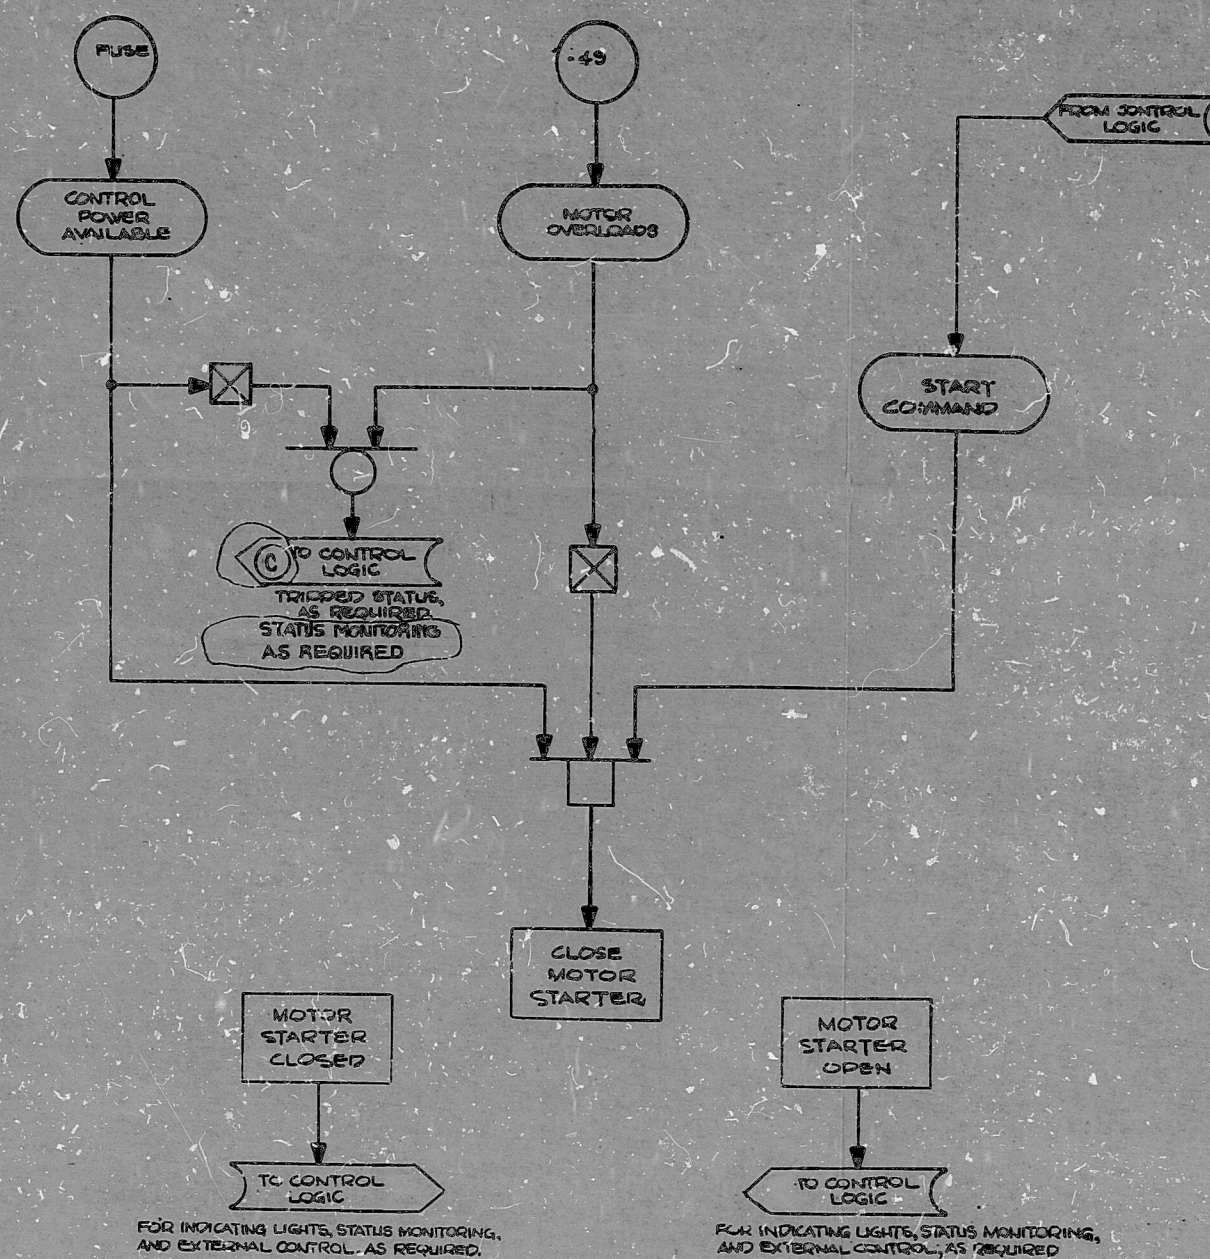 FUSE
49
FROM CONTROL
LOGIC
CONTROL
POWER
AVAILABLE
MOTOR
OVERLOADS
START
COMMAND
C
TO CONTROL
LOGIC
TRIPPED STATUS,
AS REQUIRED.
STATUS MONITORING
AS REQUIRED
CLOSE
MOTOR
STARTER
MOTOR
STARTER
CLOSED
MOTOR
STARTER
OPEN
TO CONTROL
LOGIC
TO CONTROL
LOGIC
FOR INDICATING LIGHTS, STATUS MONITORING,
AND EXTERNAL CONTROL, AS REQUIRED.
FOR INDICATING LIGHTS, STATUS MONITORING,
AND EXTERNAL CONTROL, AS REQUIRED